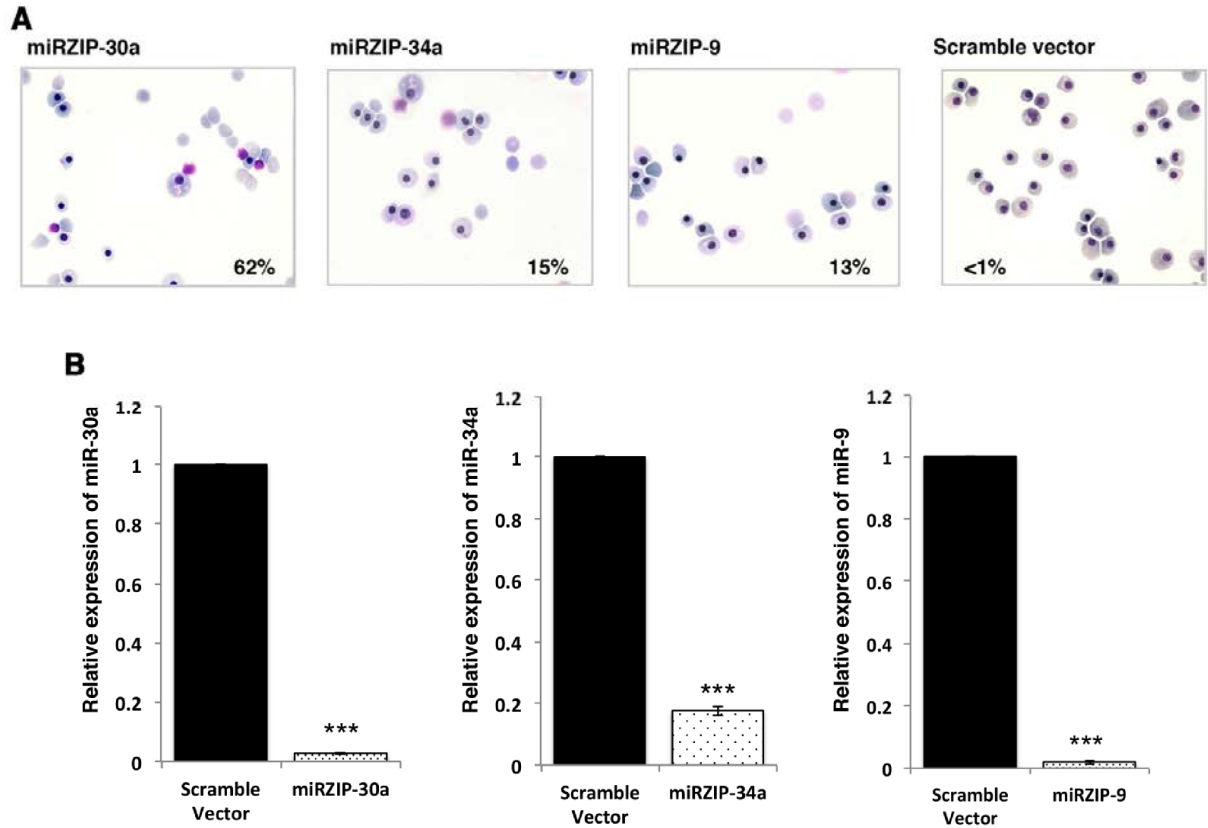 A
miRZIP-30a
miRZIP-34a
miRZIP-9
Scramble vector
62%
15%
13%
<1%
B
Relative expression of miR-30a
1.2
1
0.8
0.6
0.4
0.2
0
***
Scramble
Vector
miRZIP-30a
Relative expression of miR-34a
1.2
1
0.8
0.6
0.4
0.2
0
***
Scramble
Vector
miRZIP-34a
Relative expression of miR-9
1.2
1
0.8
0.6
0.4
0.2
0
***
Scramble
Vector
miRZIP-9